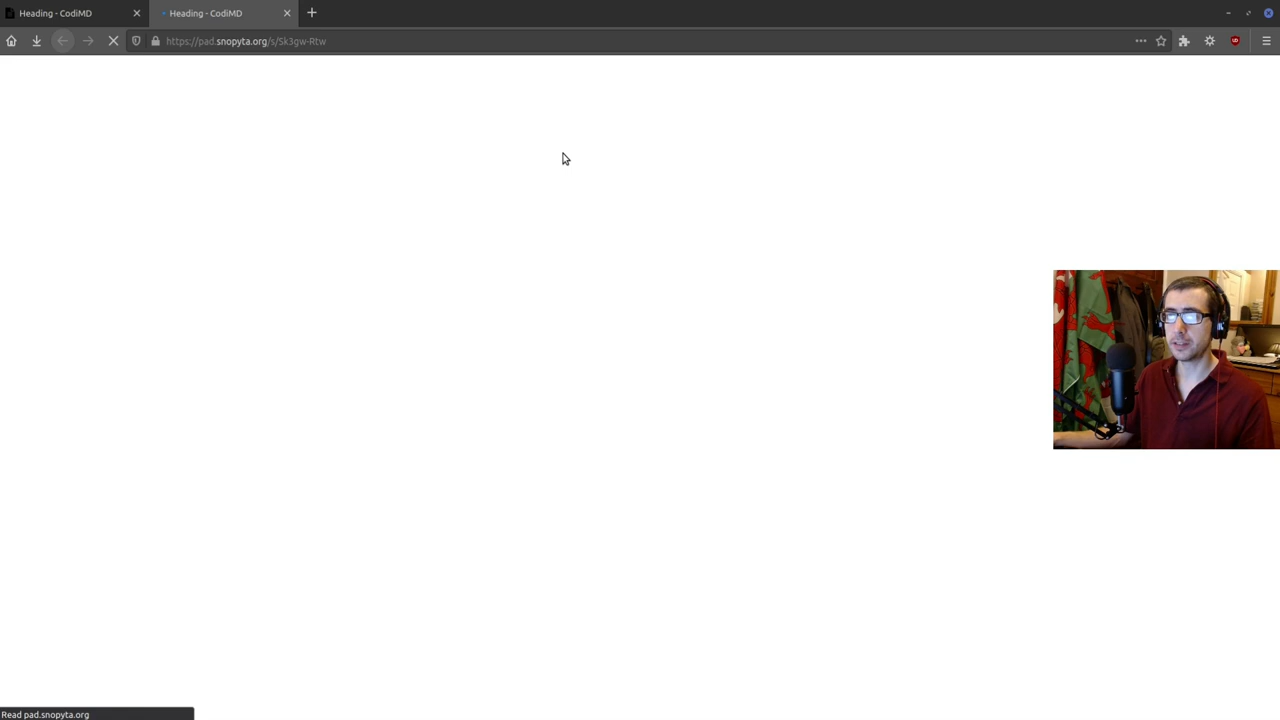 Heading - CodiMD
Heading - CodiMD
https://pad.snopyta.org/s/Sk3gw-Rtw
Read pad.snopyta.org